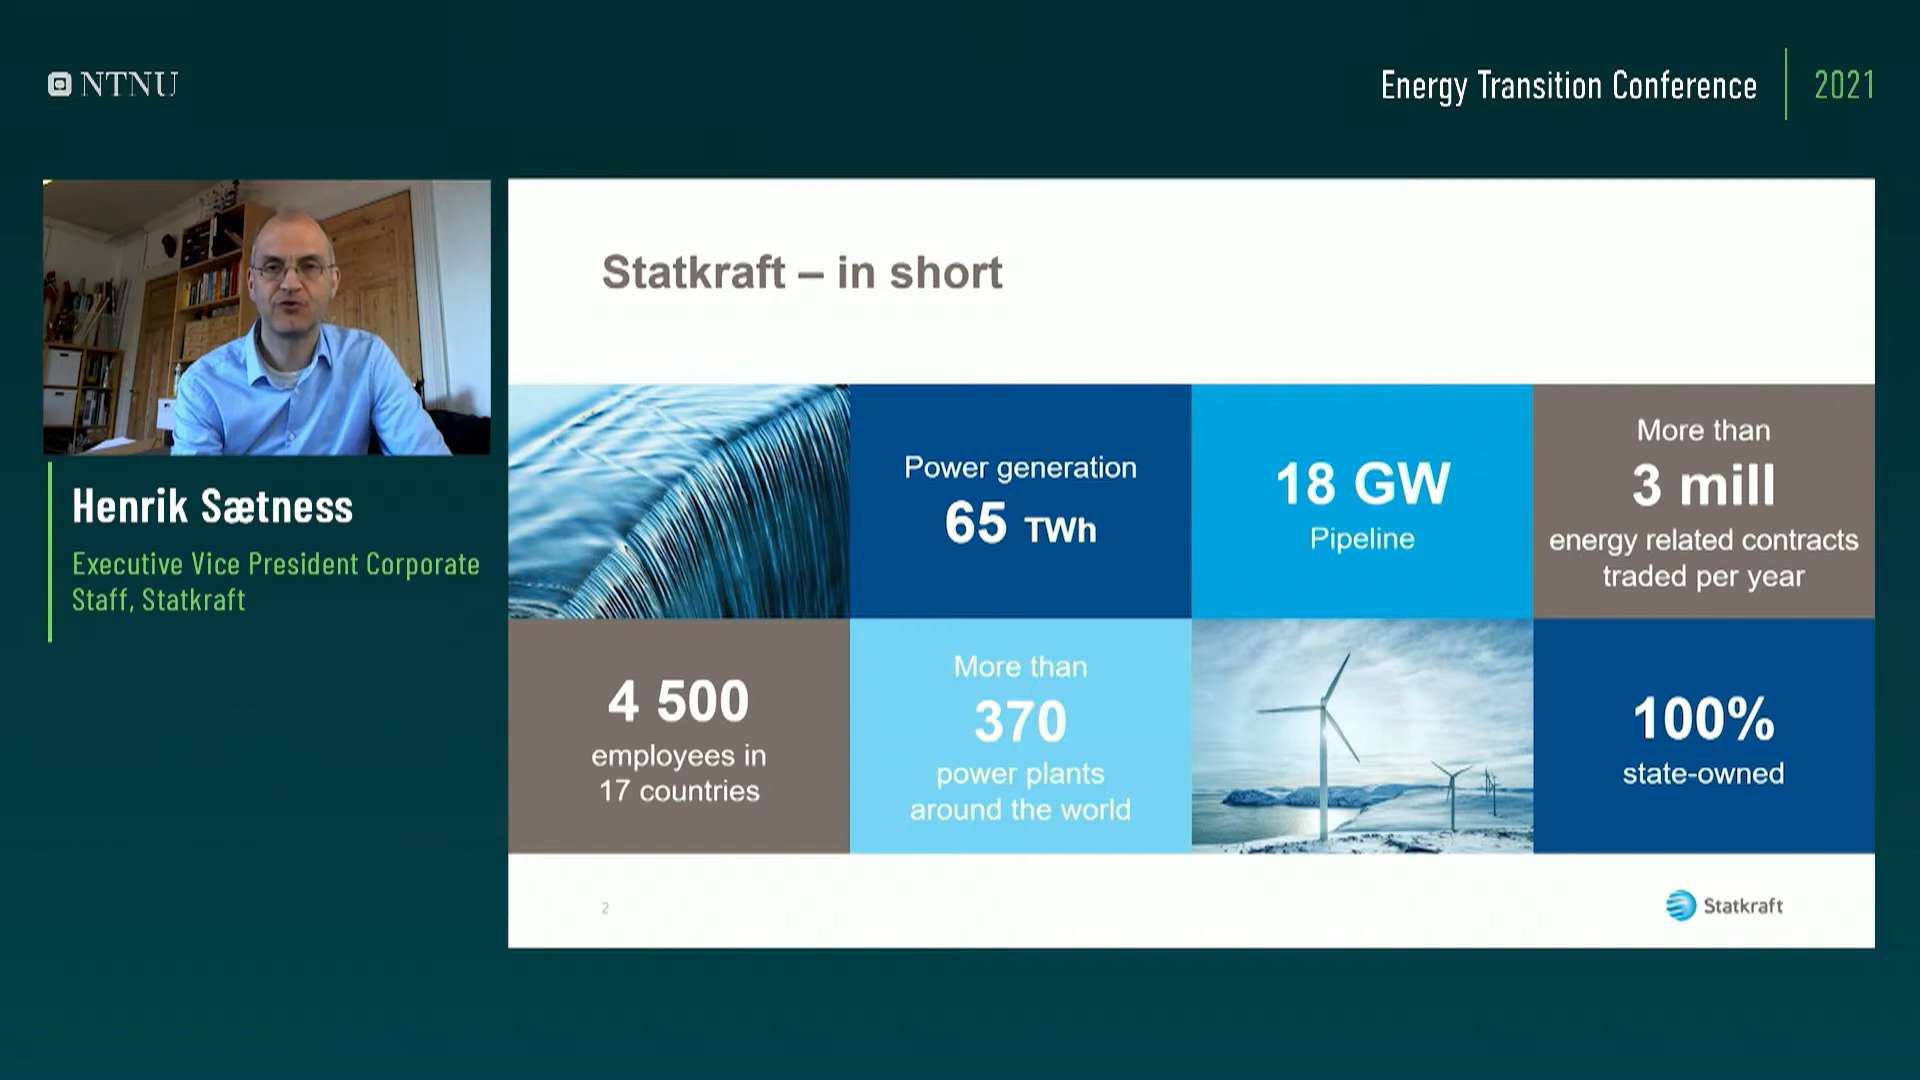 NTNU
Energy Transition Conference
2021
Henrik Sætness
Executive Vice President Corporate
Staff, Statkraft
Statkraft – in short
Power generation
65 TWh
18 GW
Pipeline
More than
3 mill
energy related contracts
traded per year
4 500
employees in
17 countries
More than
370
power plants
around the world
100%
state-owned
2
Statkraft